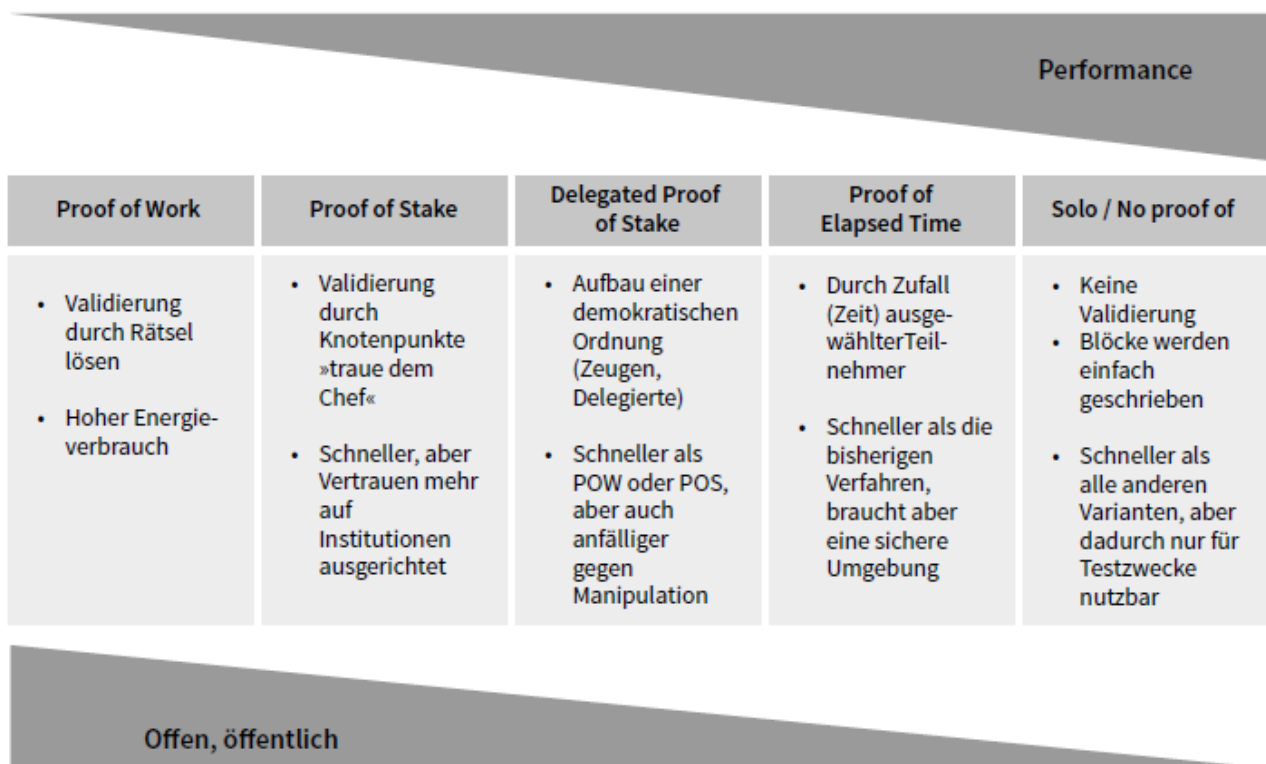 Performance
Proof of Work
Proof of Stake
Delegated Proof
of Stake
Proof of
Elapsed Time
Solo / No proof of
• Validierung
durch Rätsel
lösen
• Hoher Energie-
verbrauch
• Validierung
durch
Knotenpunkte
»traue dem
Chef«
• Schneller, aber
Vertrauen mehr
auf
Institutionen
ausgerichtet
• Aufbau einer
demokratischen
Ordnung
(Zeugen,
Delegierte)
• Schneller als
POW oder POS,
aber auch
anfälliger
gegen
Manipulation
• Durch Zufall
(Zeit) ausge-
wählterTeil-
nehmer
• Schneller als die
bisherigen
Verfahren,
braucht aber
eine sichere
Umgebung
• Keine
Validierung
• Blöcke werden
einfach
geschrieben
• Schneller als
alle anderen
Varianten, aber
dadurch nur für
Testzwecke
nutzbar
Offen, öffentlich